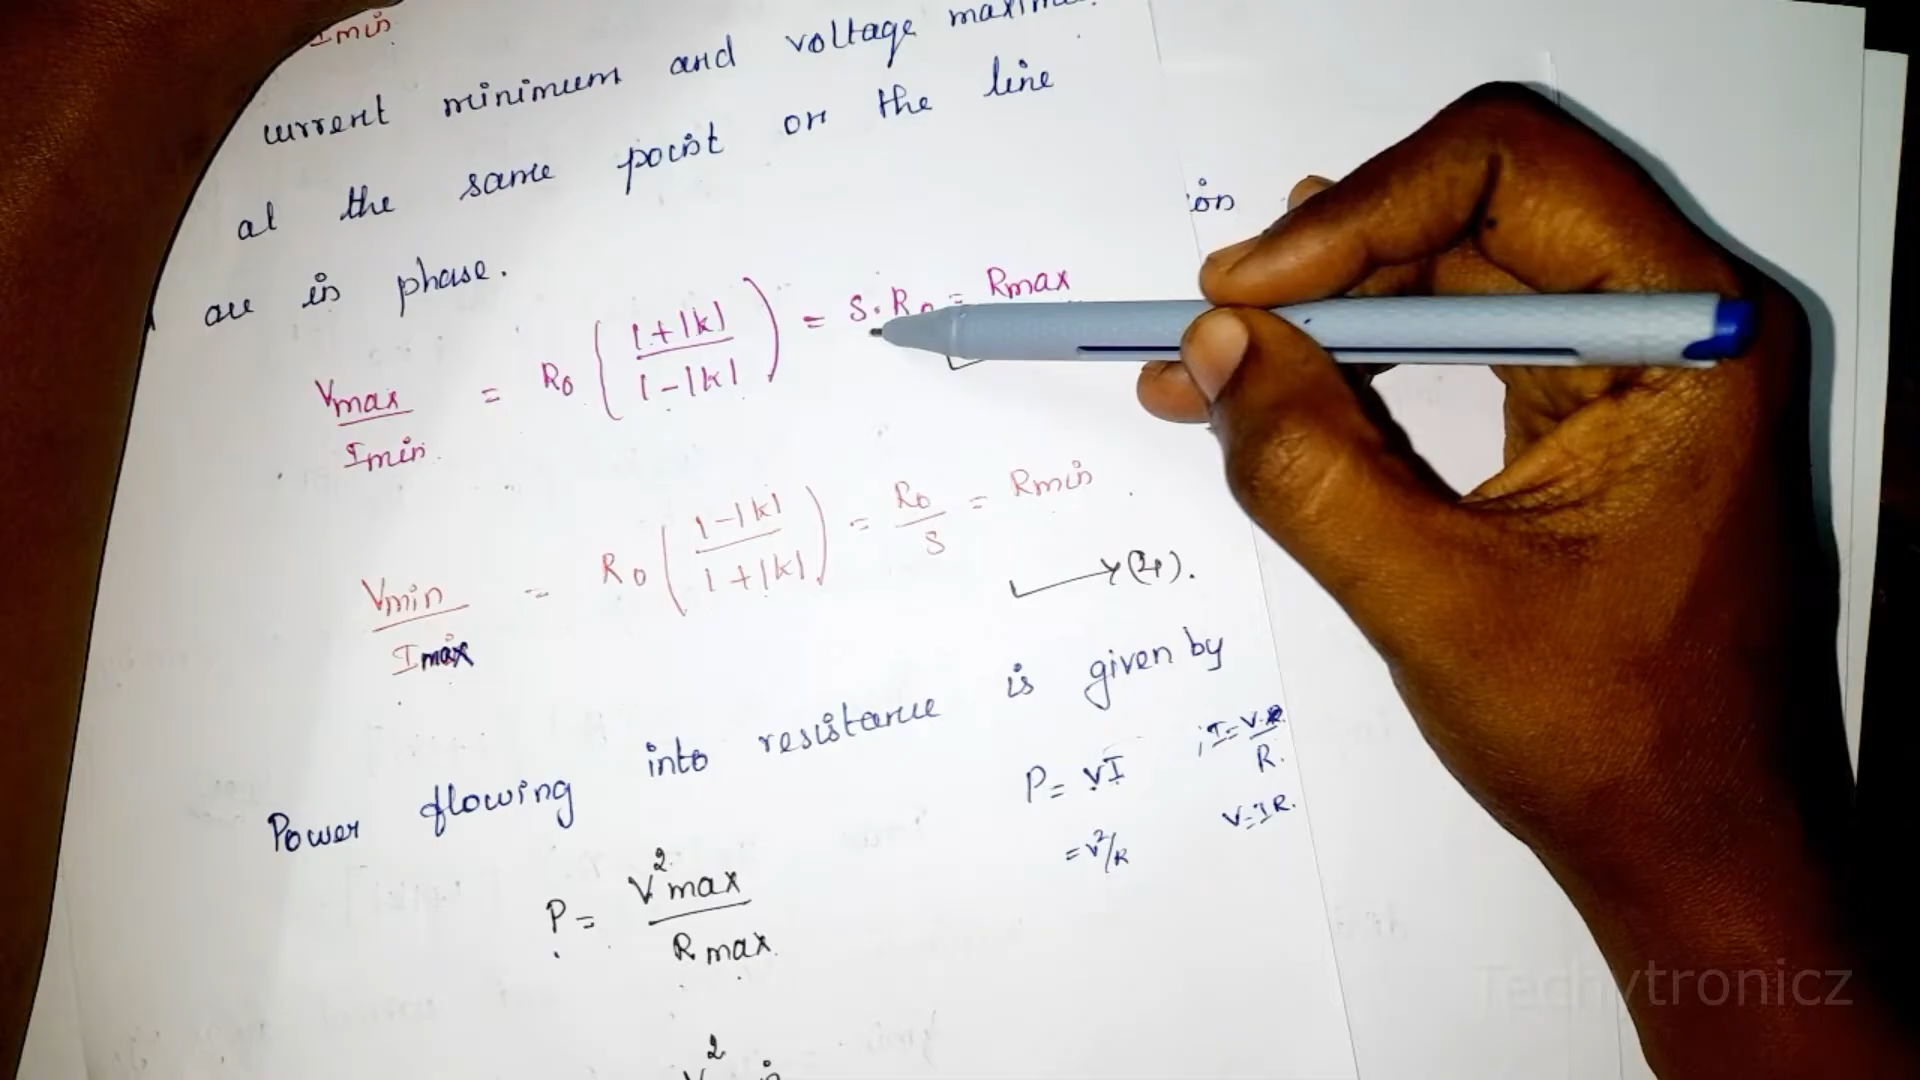 Imin
current minimum and voltage
at the same point on the line
are in phase.
ion
Vmax/Imin = R0 (1+|k|/1-|k|) = S.R0 = Rmax
Vmin/Imax = R0 (1-|k|/1+|k|) = R0/S = Rmin
(24).
Power flowing into resistance is given by
P = VI ; I = V/R.
= V²/R V=IR.
P = V²max/Rmax
V²
Techytronicz